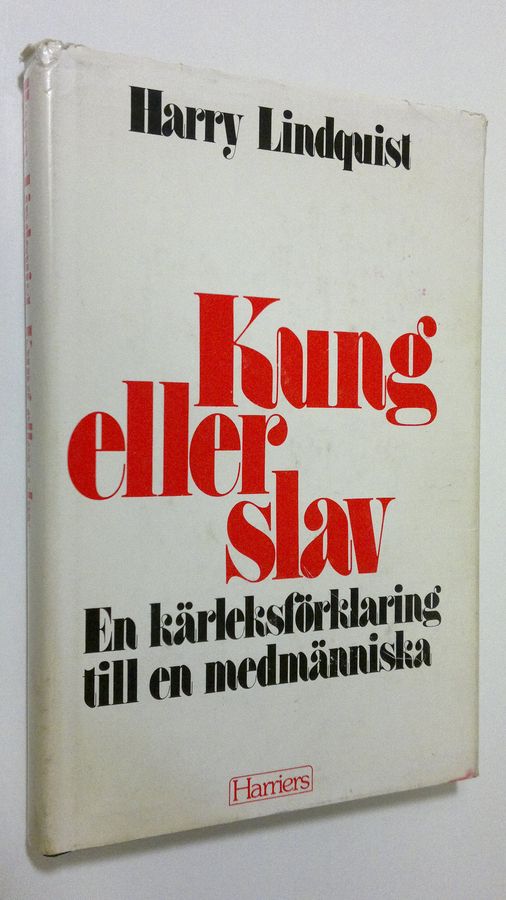 Harry Lindquist
Kung
eller
slav
En kärleksförklaring
till en medmänniska
Harriers